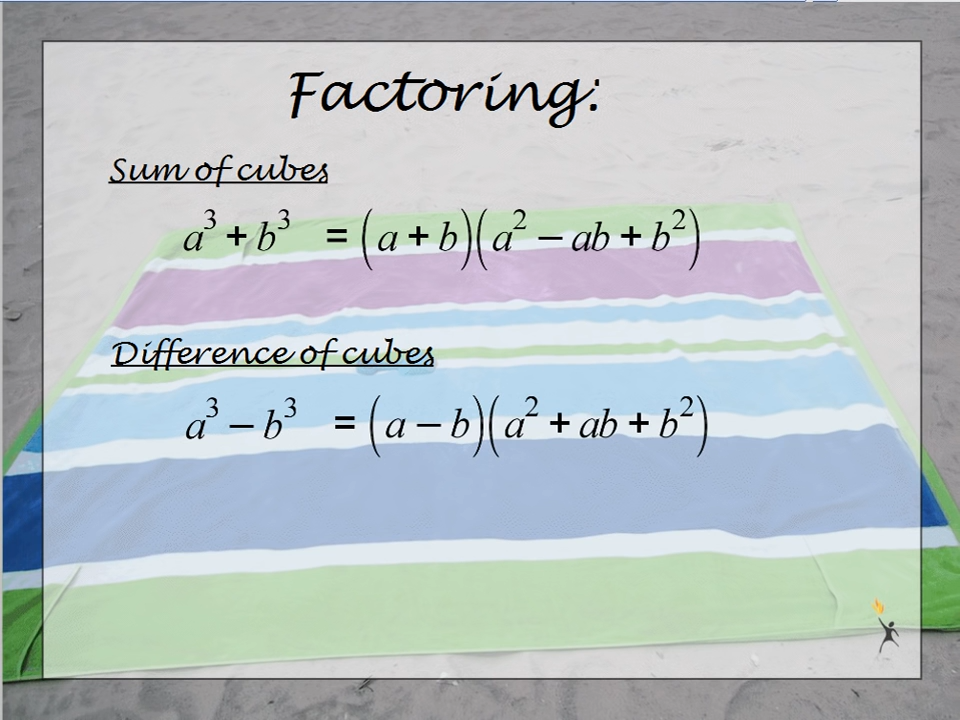 Factoring:
Sum of cubes
a³ + b³ = (a + b)(a² − ab + b²)
Difference of cubes
a³ − b³ = (a − b)(a² + ab + b²)